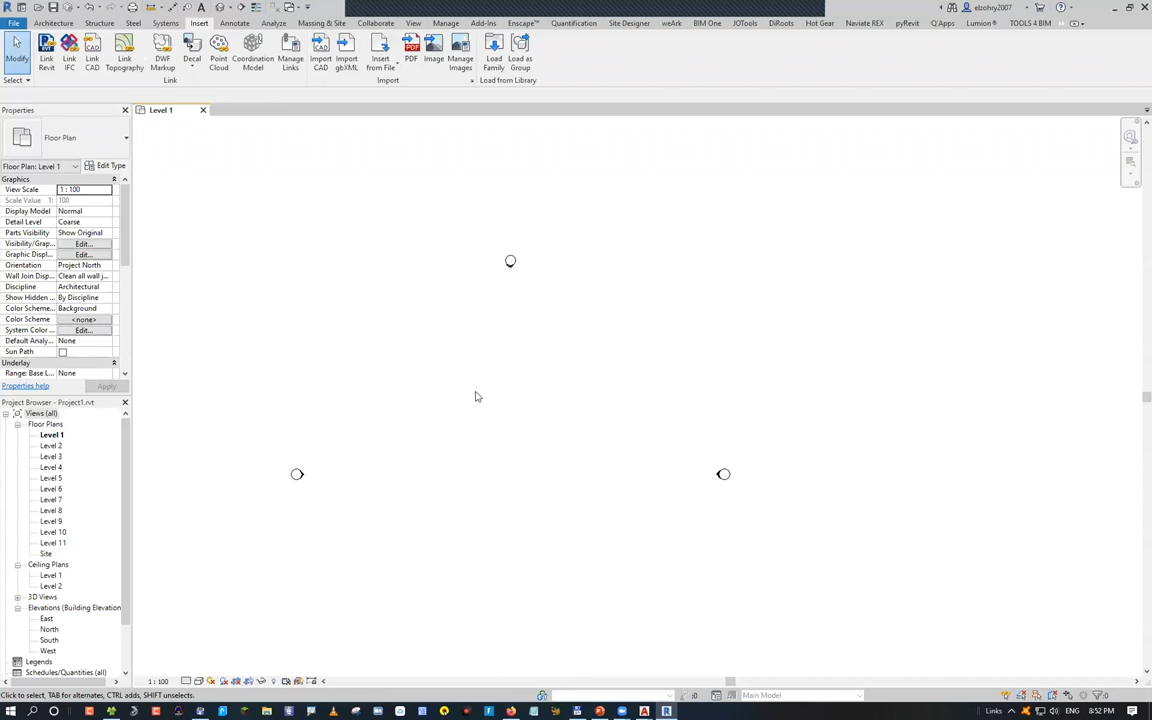 elzohry2007
File Architecture Structure Steel Systems Insert Annotate Analyze Massing & Site Collaborate View Manage Add-Ins Enscape™ Quantification Site Designer weArk BIM One JOTools DiRoots Hot Gear Naviate REX pyRevit Q'Apps Lumion® TOOLS 4 BIM
Modify Link Revit Link IFC Link CAD Link Topography DWF Markup Decal Point Cloud Coordination Model Manage Links Import CAD Import gbXML Insert from File PDF Image Manage Images Load Family Load as Group
Select Link Import Load from Library
Properties
Level 1
Floor Plan
Floor Plan: Level 1 Edit Type
Graphics
View Scale 1 : 100
Scale Value 1: 100
Display Model Normal
Detail Level Coarse
Parts Visibility Show Original
Visibility/Grap... Edit...
Graphic Displ... Edit...
Orientation Project North
Wall Join Disp... Clean all wall j...
Discipline Architectural
Show Hidden ... By Discipline
Color Scheme... Background
Color Scheme <none>
System Color ... Edit...
Default Analy... None
Sun Path
Underlay
Range: Base L... None
Properties help Apply
Project Browser - Project1.rvt
Views (all)
Floor Plans
Level 1
Level 2
Level 3
Level 4
Level 5
Level 6
Level 7
Level 8
Level 9
Level 10
Level 11
Site
Ceiling Plans
Level 1
Level 2
3D Views
Elevations (Building Elevation
East
North
South
West
Legends
Schedules/Quantities (all)
1 : 100
Click to select, TAB for alternates, CTRL adds, SHIFT unselects.
:0 Main Model :0
Links ENG 8:52 PM